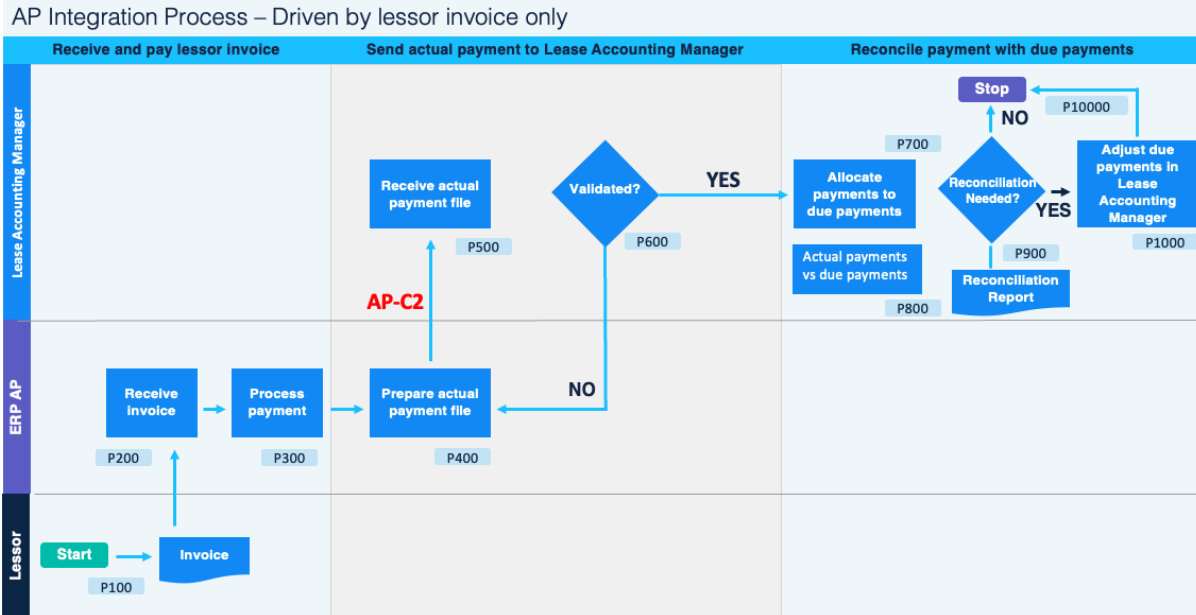 AP Integration Process – Driven by lessor invoice only
Receive and pay lessor invoice
Send actual payment to Lease Accounting Manager
Reconcile payment with due payments
Lease Accounting Manager
Receive actual
payment file
P500
AP-C2
Validated?
P600
YES
NO
Allocate
payments to
due payments
P700
Actual payments
vs due payments
P800
Stop
NO
Reconciliation
Needed?
YES
P900
Reconciliation
Report
P10000
Adjust due
payments in
Lease
Accounting
Manager
P1000
ERP AP
Receive
invoice
P200
Process
payment
P300
Prepare actual
payment file
P400
Lessor
Start
P100
Invoice